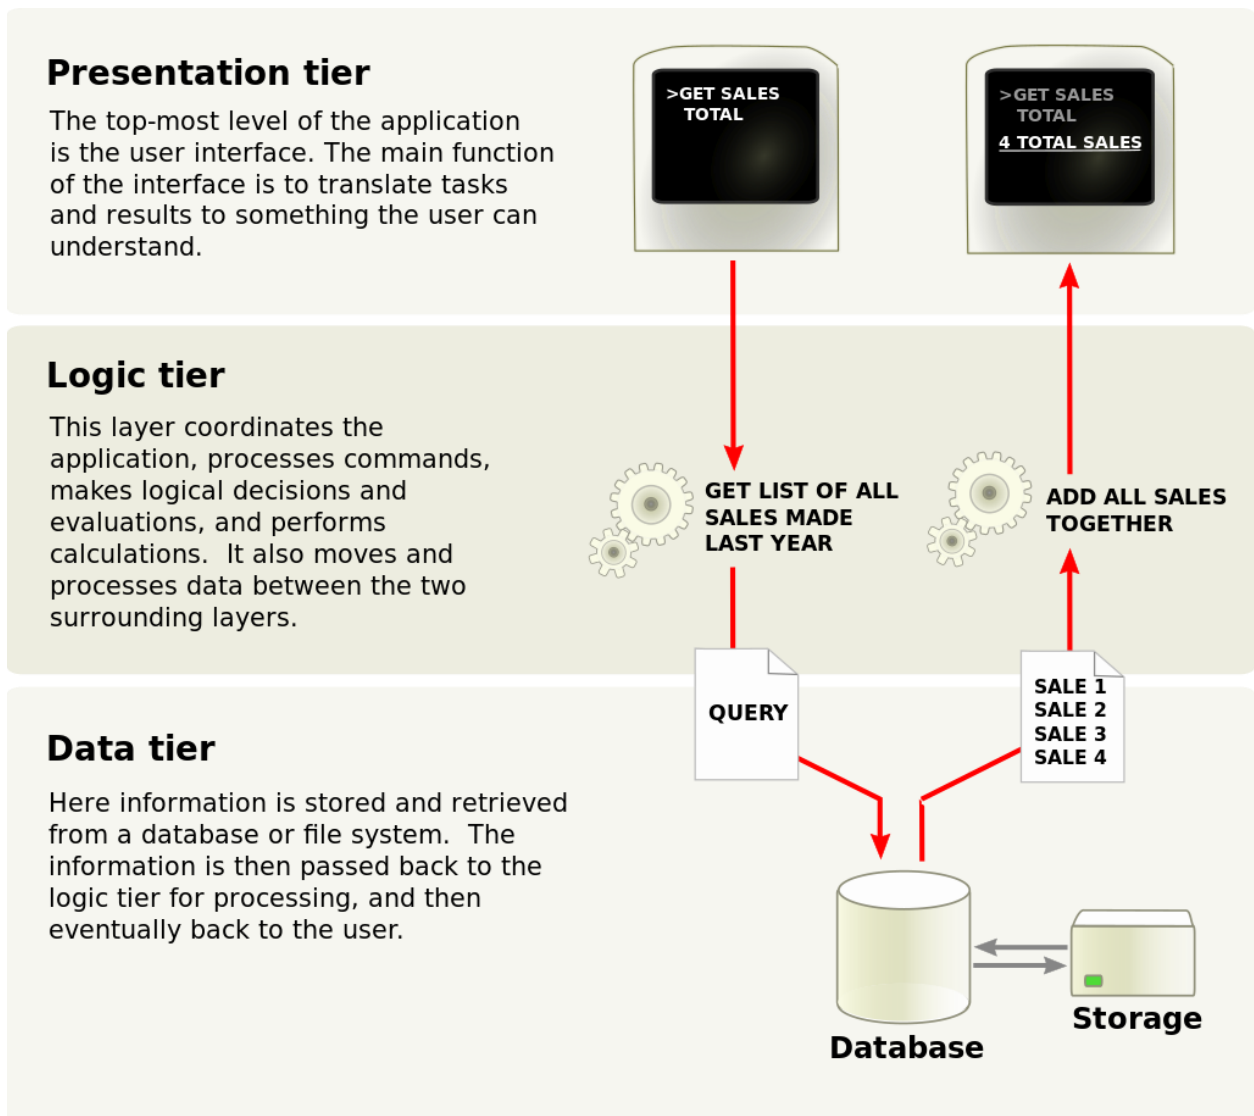 Presentation tier
The top-most level of the application
is the user interface. The main function
of the interface is to translate tasks
and results to something the user can
understand.
>GET SALES
TOTAL
>GET SALES
TOTAL
4 TOTAL SALES
Logic tier
This layer coordinates the
application, processes commands,
makes logical decisions and
evaluations, and performs
calculations.  It also moves and
processes data between the two
surrounding layers.
GET LIST OF ALL
SALES MADE
LAST YEAR
ADD ALL SALES
TOGETHER
QUERY
SALE 1
SALE 2
SALE 3
SALE 4
Data tier
Here information is stored and retrieved
from a database or file system.  The
information is then passed back to the
logic tier for processing, and then
eventually back to the user.
Database
Storage